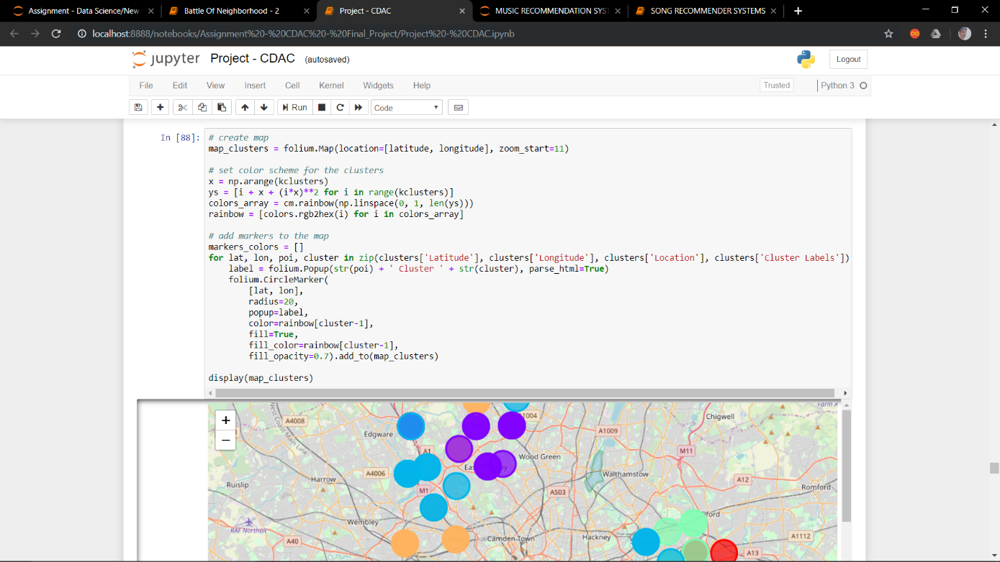 Assignment - Data Science/New
Battle Of Neighborhood - 2
Project - CDAC
MUSIC RECOMMENDATION SYS
SONG RECOMMENDER SYSTEMS
localhost:8888/notebooks/Assignment%20-%20CDAC%20-%20Final_Project/Project%20-%20CDAC.ipynb
jupyter Project - CDAC (autosaved)
Logout
File Edit View Insert Cell Kernel Widgets Help
Trusted
Python 3
Run
Code
In [88]:
# create map
map_clusters = folium.Map(location=[latitude, longitude], zoom_start=11)
# set color scheme for the clusters
x = np.arange(kclusters)
ys = [i + x + (i*x)**2 for i in range(kclusters)]
colors_array = cm.rainbow(np.linspace(0, 1, len(ys)))
rainbow = [colors.rgb2hex(i) for i in colors_array]
# add markers to the map
markers_colors = []
for lat, lon, poi, cluster in zip(clusters['Latitude'], clusters['Longitude'], clusters['Location'], clusters['Cluster Labels'])
label = folium.Popup(str(poi) + ' Cluster ' + str(cluster), parse_html=True)
folium.CircleMarker(
[lat, lon],
radius=20,
popup=label,
color=rainbow[cluster-1],
fill=True,
fill_color=rainbow[cluster-1],
fill_opacity=0.7).add_to(map_clusters)
display(map_clusters)
+
−
West Coast Main Line
A4008
1004
Farm A
Chigwell
Edgware
A1009
A1
M11
Wood Green
Eas
ey
A4006
Harrow
Walthamstow
A12
Ruislip
M1
A503
Romford
Wembley
lford
RAF Northolt
A40
Camden Town
Hackney
A1112
A13